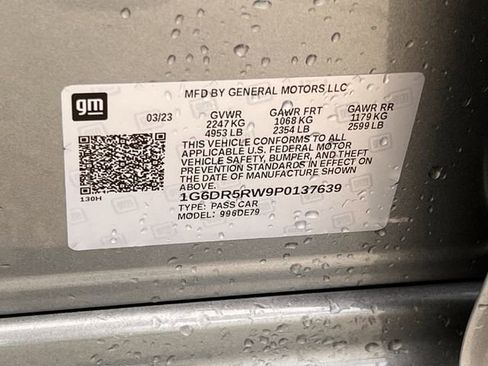 gm
MFD BY GENERAL MOTORS LLC
03/23 GVWR GAWR FRT GAWR RR
2247 KG 1068 KG 1179 KG
4953 LB 2354 LB 2599 LB
THIS VEHICLE CONFORMS TO ALL
APPLICABLE U.S. FEDERAL MOTOR
VEHICLE SAFETY, BUMPER, AND THEFT
PREVENTION STANDARDS IN EFFECT ON
THE DATE OF MANUFACTURE SHOWN
ABOVE.
1G6DR5RW9P0137639
TYPE: PASS CAR
MODEL: 996DE79
130H